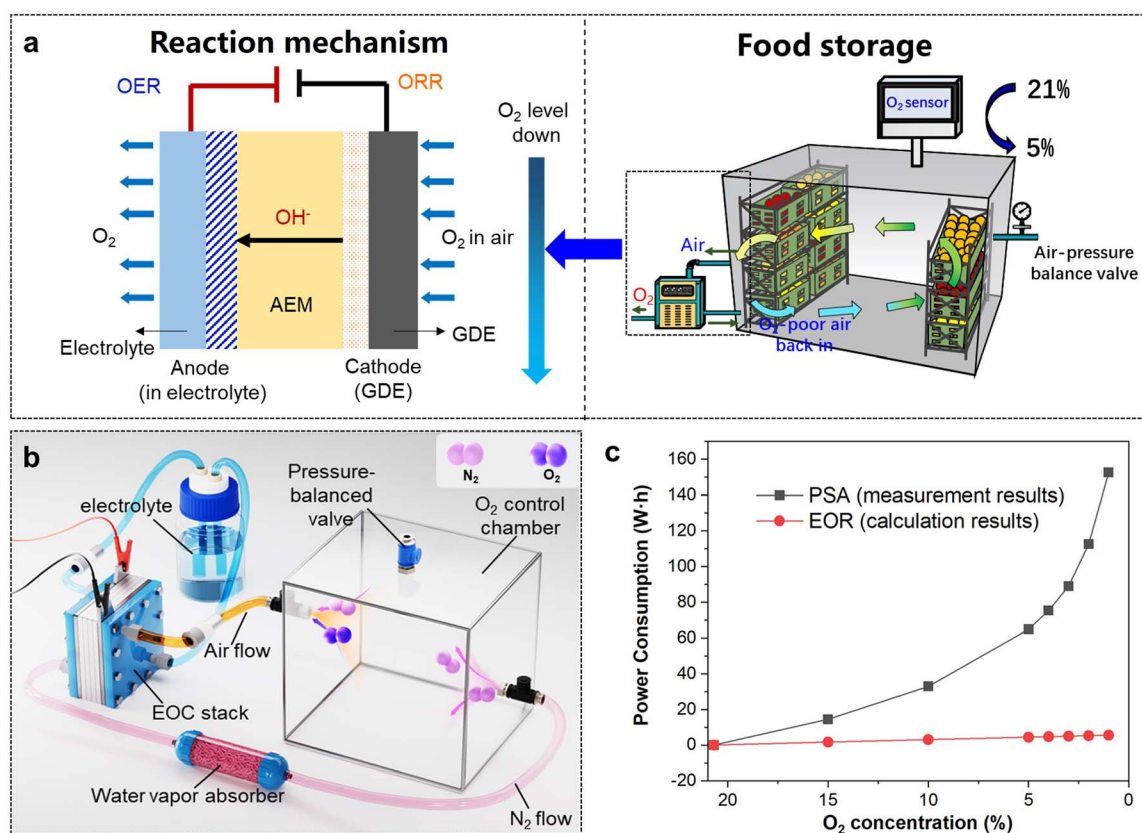 a
Reaction mechanism
OER
ORR
O₂ level
down
OH⁻
O₂
O₂ in air
AEM
Electrolyte
GDE
Anode
(in electrolyte)
Cathode
(GDE)
Food storage
O₂ sensor
21%
5%
Air
O₂
Air-pressure
balance valve
O₂-poor air
back in
b
N₂
O₂
Pressure-
balanced
valve
electrolyte
O₂ control
chamber
Air flow
EOC stack
Water vapor absorber
N₂ flow
c
160
140
120
100
80
60
40
20
0
-20
Power Consumption (W·h)
PSA (measurement results)
EOR (calculation results)
20
15
10
5
0
O₂ concentration (%)